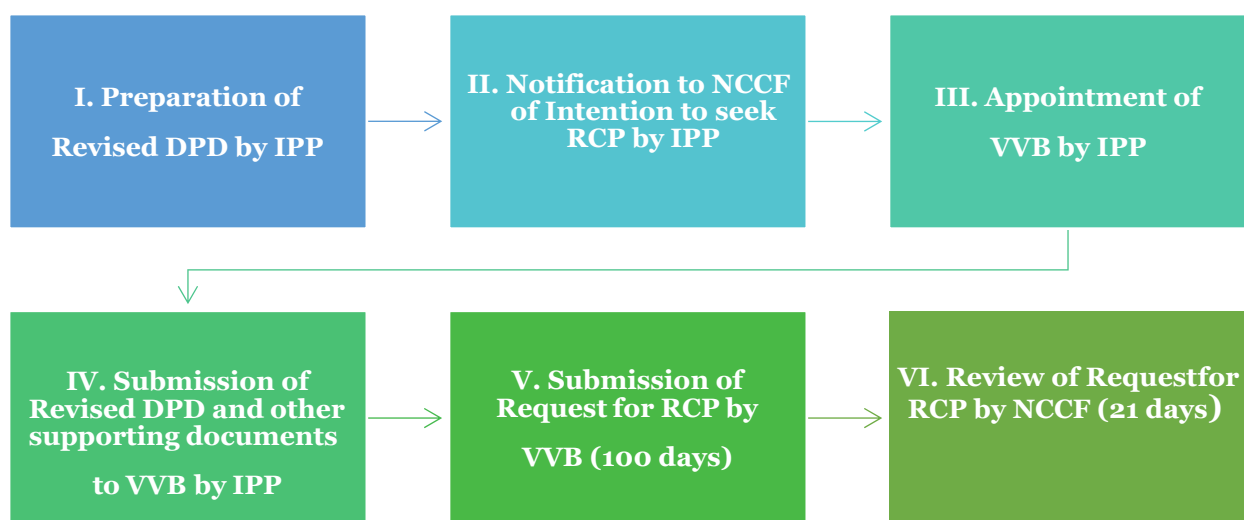 I. Preparation of
Revised DPD by IPP
II. Notification to NCCF
of Intention to seek
RCP by IPP
III. Appointment of
VVB by IPP
IV. Submission of
Revised DPD and other
supporting documents
to VVB by IPP
V. Submission of
Request for RCP by
VVB (100 days)
VI. Review of Requestfor
RCP by NCCF (21 days)